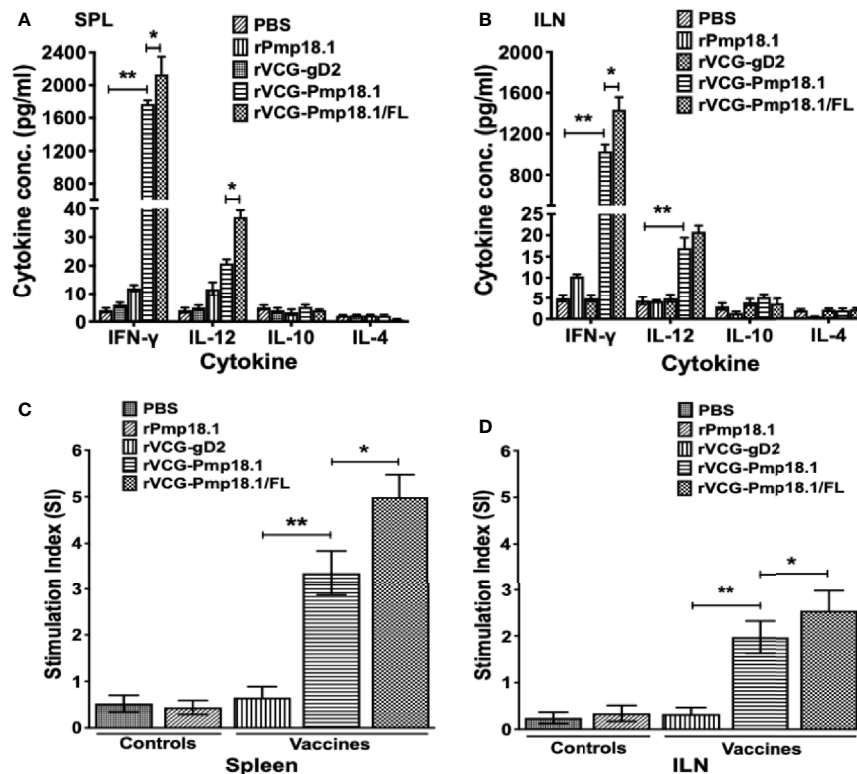 A SPL
PBS
rPmp18.1
rVCG-gD2
rVCG-Pmp18.1
rVCG-Pmp18.1/FL
Cytokine conc. (pg/ml)
2400
2000
1600
1200
800
40
30
20
10
0
** *
*
IFN-γ IL-12 IL-10 IL-4
Cytokine
B ILN
PBS
rPmp18.1
rVCG-gD2
rVCG-Pmp18.1
rVCG-Pmp18.1/FL
Cytokine conc. (pg/ml)
2000
1800
1400
1000
600
25
20
15
10
5
0
** *
**
IFN-γ IL-12 IL-10 IL-4
Cytokine
C
PBS
rPmp18.1
rVCG-gD2
rVCG-Pmp18.1
rVCG-Pmp18.1/FL
Stimulation Index (SI)
6
5
4
3
2
1
0
** *
Controls Vaccines
Spleen
D
PBS
rPmp18.1
rVCG-gD2
rVCG-Pmp18.1
rVCG-Pmp18.1/FL
Stimulation Index (SI)
6
5
4
3
2
1
0
** *
Controls Vaccines
ILN